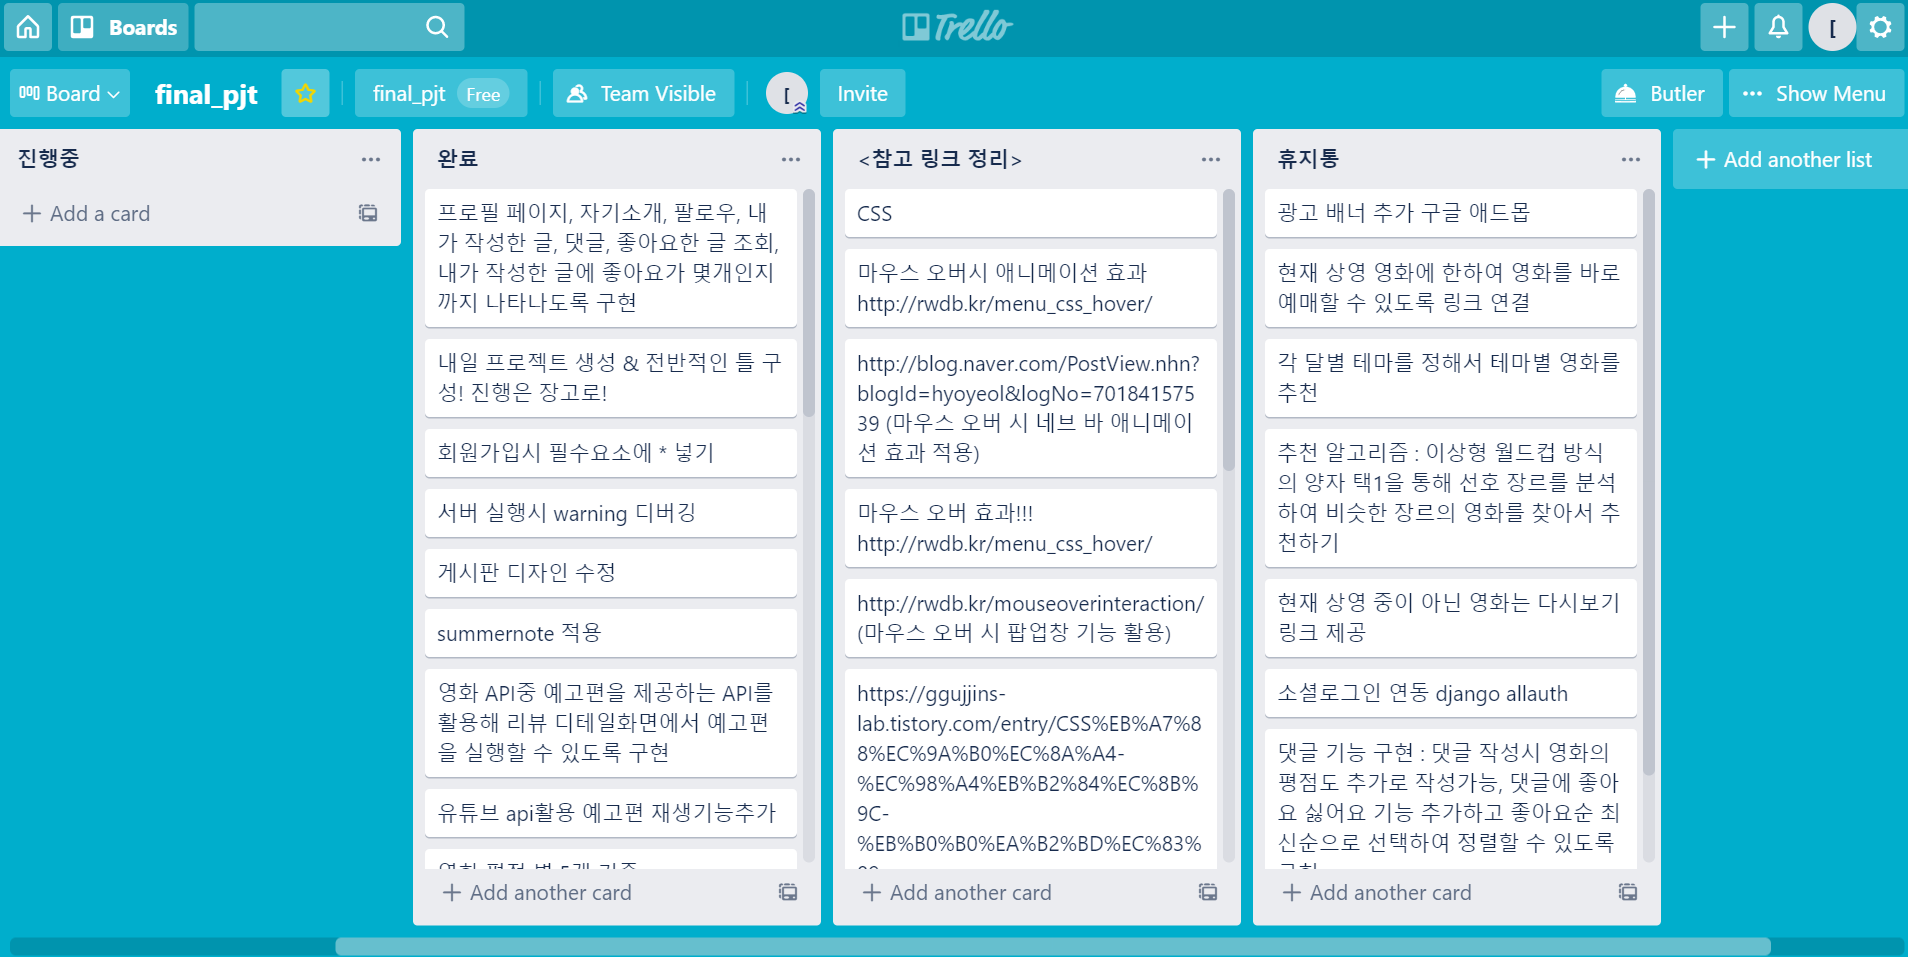 Boards
Trello
[
Board
final_pjt
final_pjt Free
Team Visible
[
Invite
Butler
Show Menu
진행중
Add a card
완료
프로필 페이지, 자기소개, 팔로우, 내
가 작성한 글, 댓글, 좋아요한 글 조회,
내가 작성한 글에 좋아요가 몇개인지
까지 나타나도록 구현
내일 프로젝트 생성 & 전반적인 틀 구
성! 진행은 장고로!
회원가입시 필수요소에 * 넣기
서버 실행시 warning 디버깅
게시판 디자인 수정
summernote 적용
영화 API중 예고편을 제공하는 API를
활용해 리뷰 디테일화면에서 예고편
을 실행할 수 있도록 구현
유튜브 api활용 예고편 재생기능추가
Add another card
<참고 링크 정리>
CSS
마우스 오버시 애니메이션 효과
http://rwdb.kr/menu_css_hover/
http://blog.naver.com/PostView.nhn?
blogId=hyoyeol&logNo=701841575
39 (마우스 오버 시 네브 바 애니메이
션 효과 적용)
마우스 오버 효과!!!
http://rwdb.kr/menu_css_hover/
http://rwdb.kr/mouseoverinteraction/
(마우스 오버 시 팝업창 기능 활용)
https://ggujjins-
lab.tistory.com/entry/CSS%EB%A7%8
8%EC%9A%B0%EC%8A%A4-
%EC%98%A4%EB%B2%84%EC%8B%
9C-
%EB%B0%B0%EA%B2%BD%EC%83%
Add another card
휴지통
광고 배너 추가 구글 애드몹
현재 상영 영화에 한하여 영화를 바로
예매할 수 있도록 링크 연결
각 달별 테마를 정해서 테마별 영화를
추천
추천 알고리즘 : 이상형 월드컵 방식
의 양자 택1을 통해 선호 장르를 분석
하여 비슷한 장르의 영화를 찾아서 추
천하기
현재 상영 중이 아닌 영화는 다시보기
링크 제공
소셜로그인 연동 django allauth
댓글 기능 구현 : 댓글 작성시 영화의
평점도 추가로 작성가능, 댓글에 좋아
요 싫어요 기능 추가하고 좋아요순 최
신순으로 선택하여 정렬할 수 있도록
Add another card
Add another list